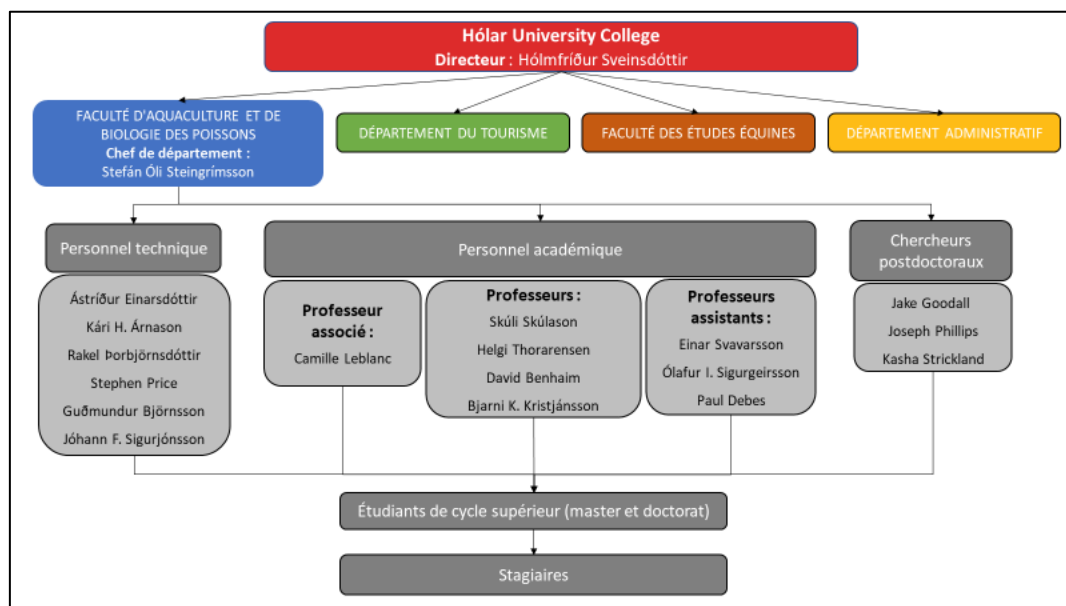 Hólar University College
Directeur : Hólmfríður Sveinsdóttir
FACULTÉ D'AQUACULTURE ET DE
BIOLOGIE DES POISSONS
Chef de département :
Stefán Óli Steingrímsson
DÉPARTEMENT DU TOURISME
FACULTÉ DES ÉTUDES ÉQUINES
DÉPARTEMENT ADMINISTRATIF
Personnel technique
Ástríður Einarsdóttir
Kári H. Árnason
Rakel Þorbjörnsdóttir
Stephen Price
Guðmundur Björnsson
Jóhann F. Sigurjónsson
Personnel académique
Professeur
associé :
Camille Leblanc
Professeurs :
Skúli Skúlason
Helgi Thorarensen
David Benhaim
Bjarni K. Kristjánsson
Professeurs
assistants :
Einar Svavarsson
Ólafur I. Sigurgeirsson
Paul Debes
Chercheurs
postdoctoraux
Jake Goodall
Joseph Phillips
Kasha Strickland
Étudiants de cycle supérieur (master et doctorat)
Stagiaires